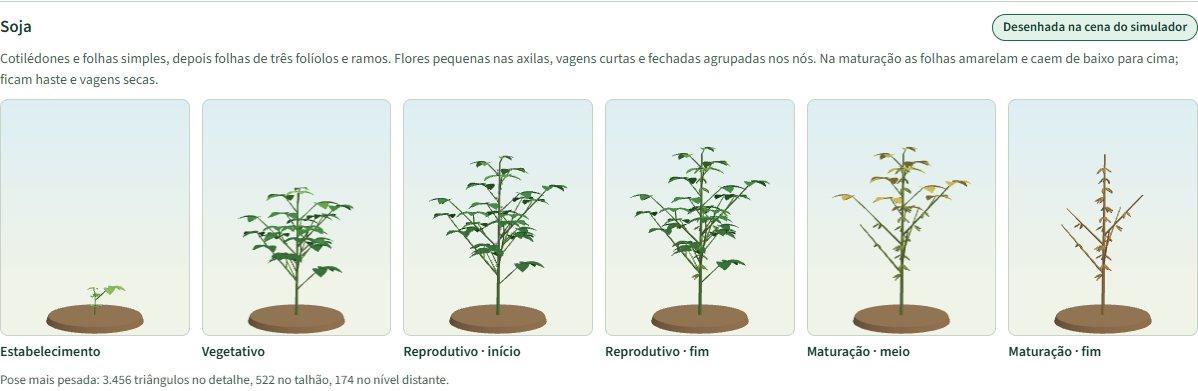 Soja
Desenhada na cena do simulador
Cotilédones e folhas simples, depois folhas de três folíolos e ramos. Flores pequenas nas axilas, vagens curtas e fechadas agrupadas nos nós. Na maturação as folhas amarelam e caem de baixo para cima;
ficam haste e vagens secas.
Estabelecimento
Vegetativo
Reprodutivo · início
Reprodutivo · fim
Maturação · meio
Maturação · fim
Pose mais pesada: 3.456 triângulos no detalhe, 522 no talhão, 174 no nível distante.